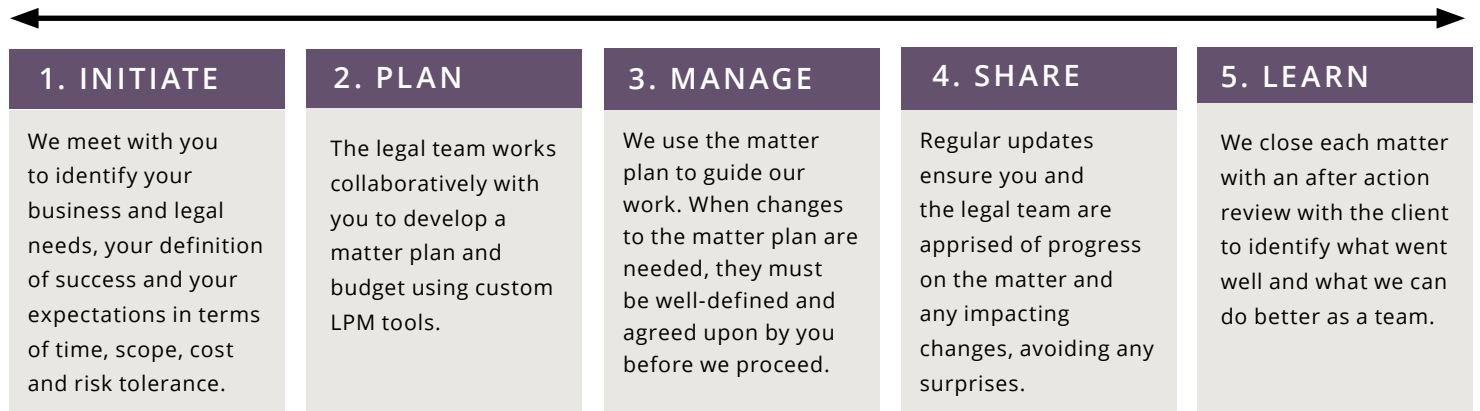 1. INITIATE
We meet with you
to identify your
business and legal
needs, your definition
of success and your
expectations in terms
of time, scope, cost
and risk tolerance.
2. PLAN
The legal team works
collaboratively with
you to develop a
matter plan and
budget using custom
LPM tools.
3. MANAGE
We use the matter
plan to guide our
work. When changes
to the matter plan are
needed, they must
be well-defined and
agreed upon by you
before we proceed.
4. SHARE
Regular updates
ensure you and
the legal team are
apprised of progress
on the matter and
any impacting
changes, avoiding any
surprises.
5. LEARN
We close each matter
with an after action
review with the client
to identify what went
well and what we can
do better as a team.